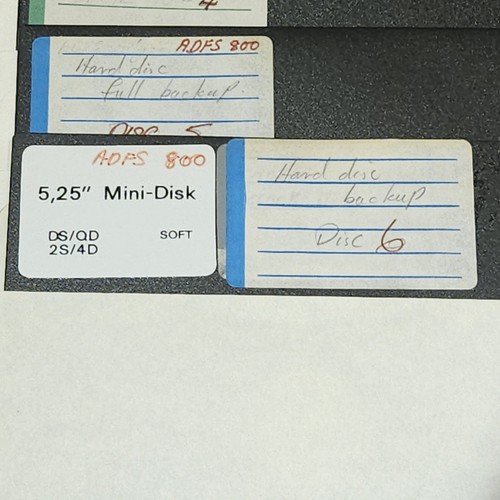 4
ADFS 800
Hard disc
full backup.
DISC 5
ADFS 800
5,25" Mini-Disk
DS/QD
2S/4D
SOFT
Hard disc
backup
Disc 6